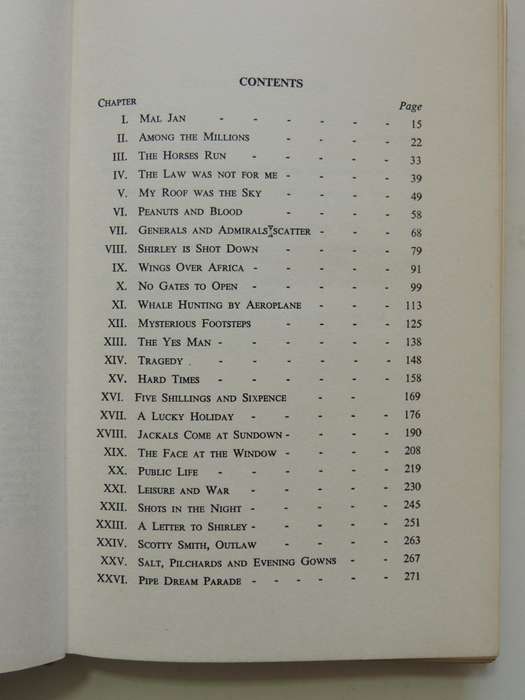 CONTENTS
CHAPTER Page
I. MAL JAN - - - - - - 15
II. AMONG THE MILLIONS - - - - 22
III. THE HORSES RUN - - - - - 33
IV. THE LAW WAS NOT FOR ME - - - - 39
V. MY ROOF WAS THE SKY - - - - 49
VI. PEANUTS AND BLOOD - - - - 58
VII. GENERALS AND ADMIRALS SCATTER - - - 68
VIII. SHIRLEY IS SHOT DOWN - - - - 79
IX. WINGS OVER AFRICA - - - - - 91
X. NO GATES TO OPEN - - - - - 99
XI. WHALE HUNTING BY AEROPLANE - - - 113
XII. MYSTERIOUS FOOTSTEPS - - - - 125
XIII. THE YES MAN - - - - - - 138
XIV. TRAGEDY - - - - - - 148
XV. HARD TIMES - - - - - - 158
XVI. FIVE SHILLINGS AND SIXPENCE - - 169
XVII. A LUCKY HOLIDAY - - - - - 176
XVIII. JACKALS COME AT SUNDOWN - - - - 190
XIX. THE FACE AT THE WINDOW - - - - 208
XX. PUBLIC LIFE - - - - - - 219
XXI. LEISURE AND WAR - - - - - 230
XXII. SHOTS IN THE NIGHT - - - - - 245
XXIII. A LETTER TO SHIRLEY - - - - - 251
XXIV. SCOTTY SMITH, OUTLAW - - - - 263
XXV. SALT, PILCHARDS AND EVENING GOWNS - - 267
XXVI. PIPE DREAM PARADE - - - - - - 271